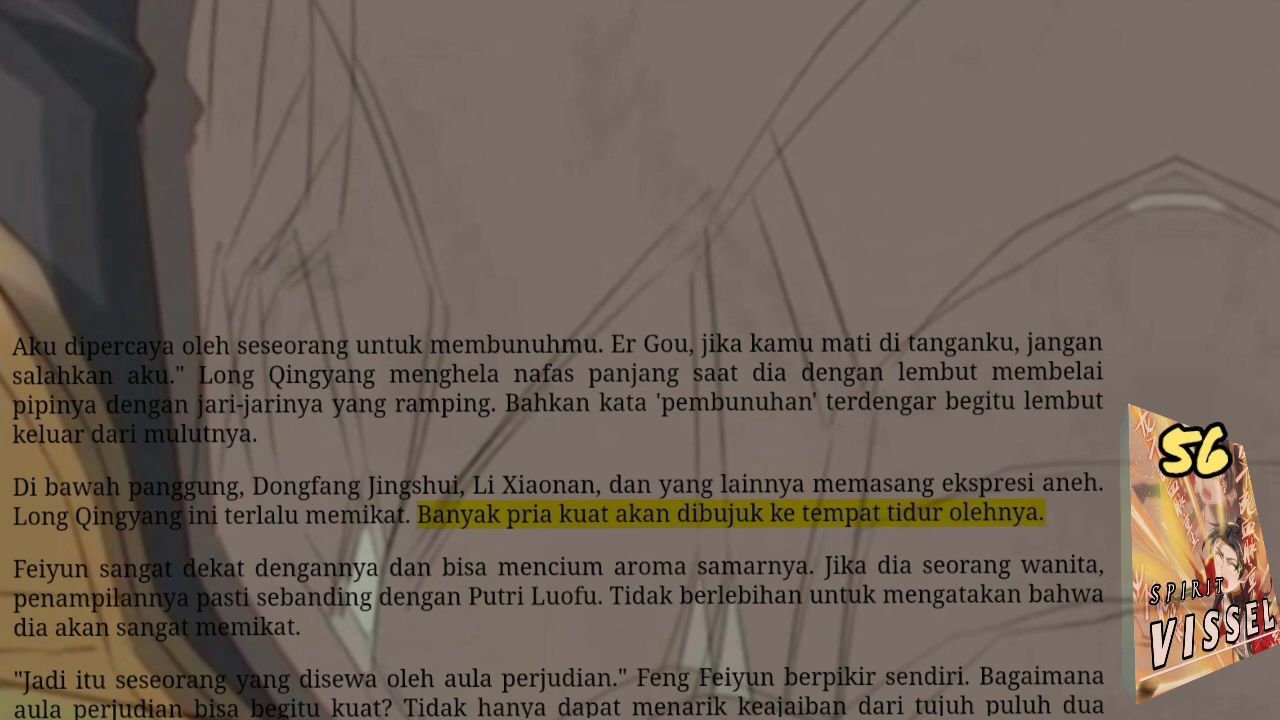 Aku dipercaya oleh seseorang untuk membunuhmu. Er Gou, jika kamu mati di tanganku, jangan
salahkan aku." Long Qingyang menghela nafas panjang saat dia dengan lembut membelai
pipinya dengan jari-jarinya yang ramping. Bahkan kata 'pembunuhan' terdengar begitu lembut
keluar dari mulutnya.
Di bawah panggung, Dongfang Jingshui, Li Xiaonan, dan yang lainnya memasang ekspresi aneh.
Long Qingyang ini terlalu memikat. Banyak pria kuat akan dibujuk ke tempat tidur olehnya.
Feiyun sangat dekat dengannya dan bisa mencium aroma samarnya. Jika dia seorang wanita,
penampilannya pasti sebanding dengan Putri Luofu. Tidak berlebihan untuk mengatakan bahwa
dia akan sangat memikat.
"Jadi itu seseorang yang disewa oleh aula perjudian." Feng Feiyun berpikir sendiri. Bagaimana
aula perjudian bisa begitu kuat? Tidak hanya dapat menarik keajaiban dari tujuh puluh dua
56
SPIRIT
VISSEL